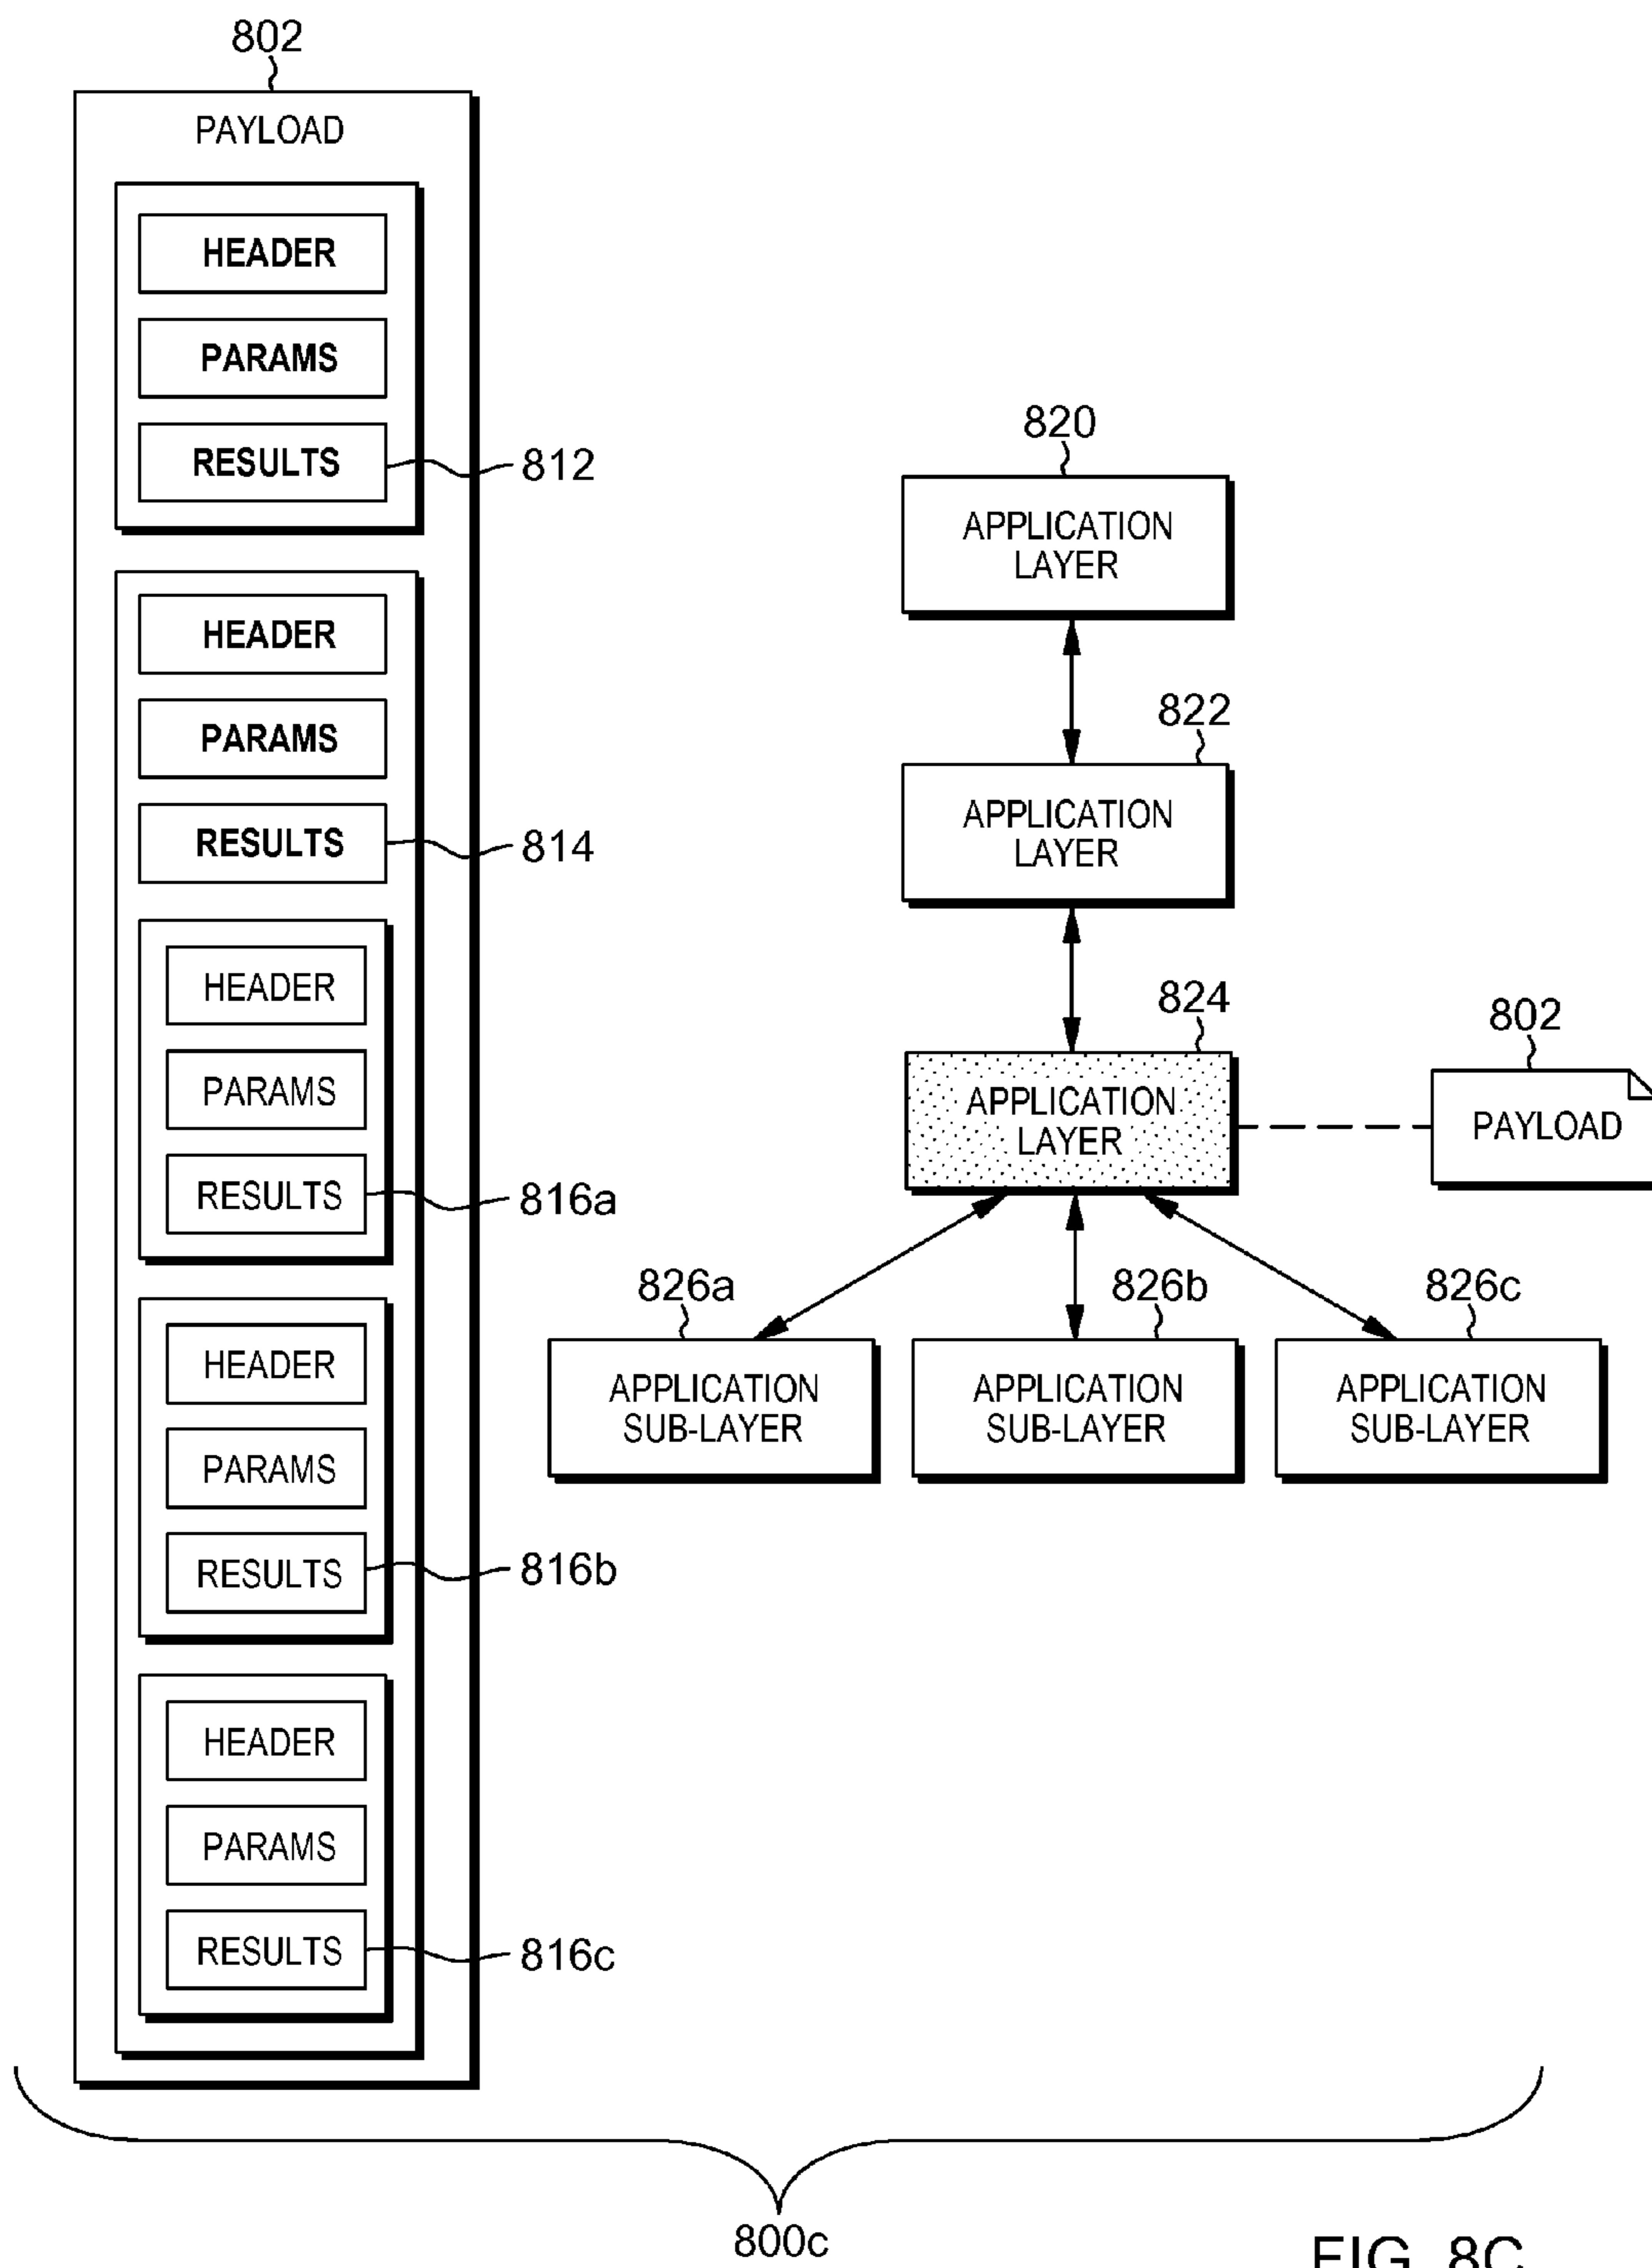 802
PAYLOAD
HEADER
PARAMS
RESULTS
812
HEADER
PARAMS
RESULTS
814
HEADER
PARAMS
RESULTS
816a
HEADER
PARAMS
RESULTS
816b
HEADER
PARAMS
RESULTS
816c
820
APPLICATION
LAYER
822
APPLICATION
LAYER
824
APPLICATION
LAYER
802
PAYLOAD
826a
APPLICATION
SUB-LAYER
826b
APPLICATION
SUB-LAYER
826c
APPLICATION
SUB-LAYER
800c
FIG. 8C